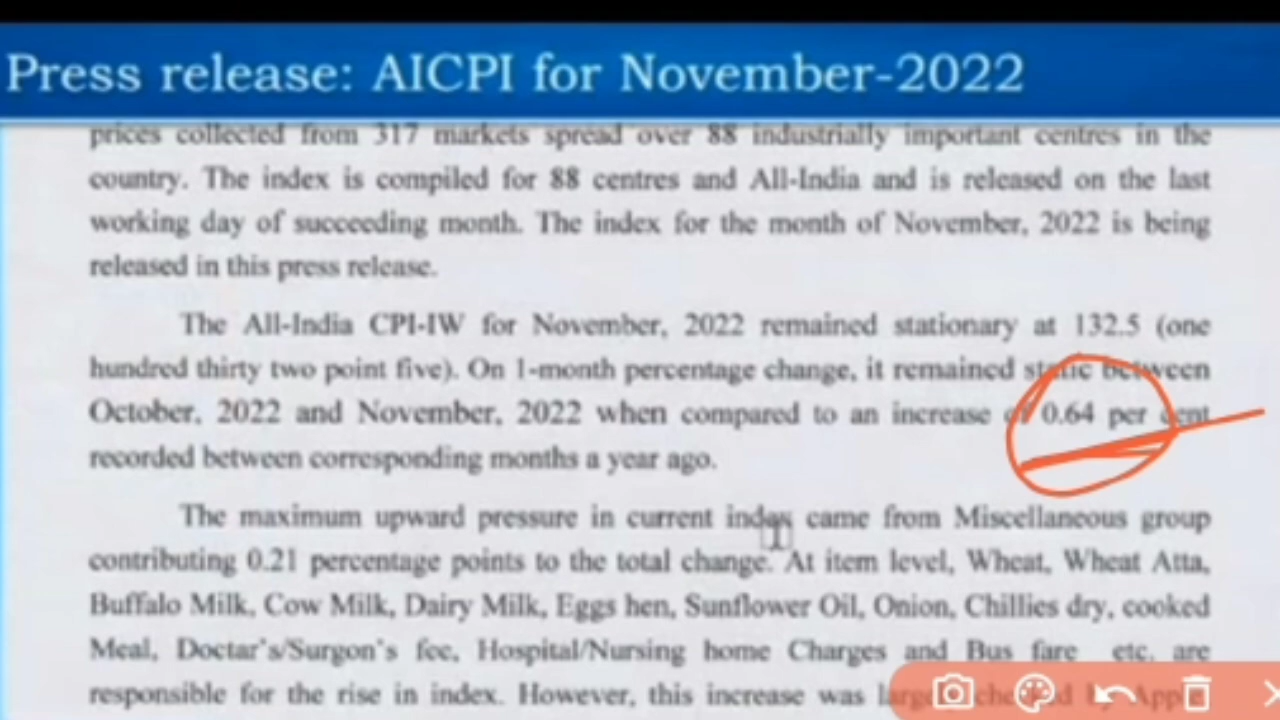 Press release: AICPI for November-2022
prices collected from 317 markets spread over 88 industrially important centres in the
country. The index is compiled for 88 centres and All-India and is released on the last
working day of succeeding month. The index for the month of November, 2022 is being
released in this press release.
The All-India CPI-IW for November, 2022 remained stationary at 132.5 (one
hundred thirty two point five). On 1-month percentage change, it remained static between
October, 2022 and November, 2022 when compared to an increase of 0.64 per cent
recorded between corresponding months a year ago.
The maximum upward pressure in current index came from Miscellaneous group
contributing 0.21 percentage points to the total change. At item level, Wheat, Wheat Atta,
Buffalo Milk, Cow Milk, Dairy Milk, Eggs hen, Sunflower Oil, Onion, Chillies dry, cooked
Meal, Doctar's/Surgon's fee, Hospital/Nursing home Charges and Bus fare etc. are
responsible for the rise in index. However, this increase was